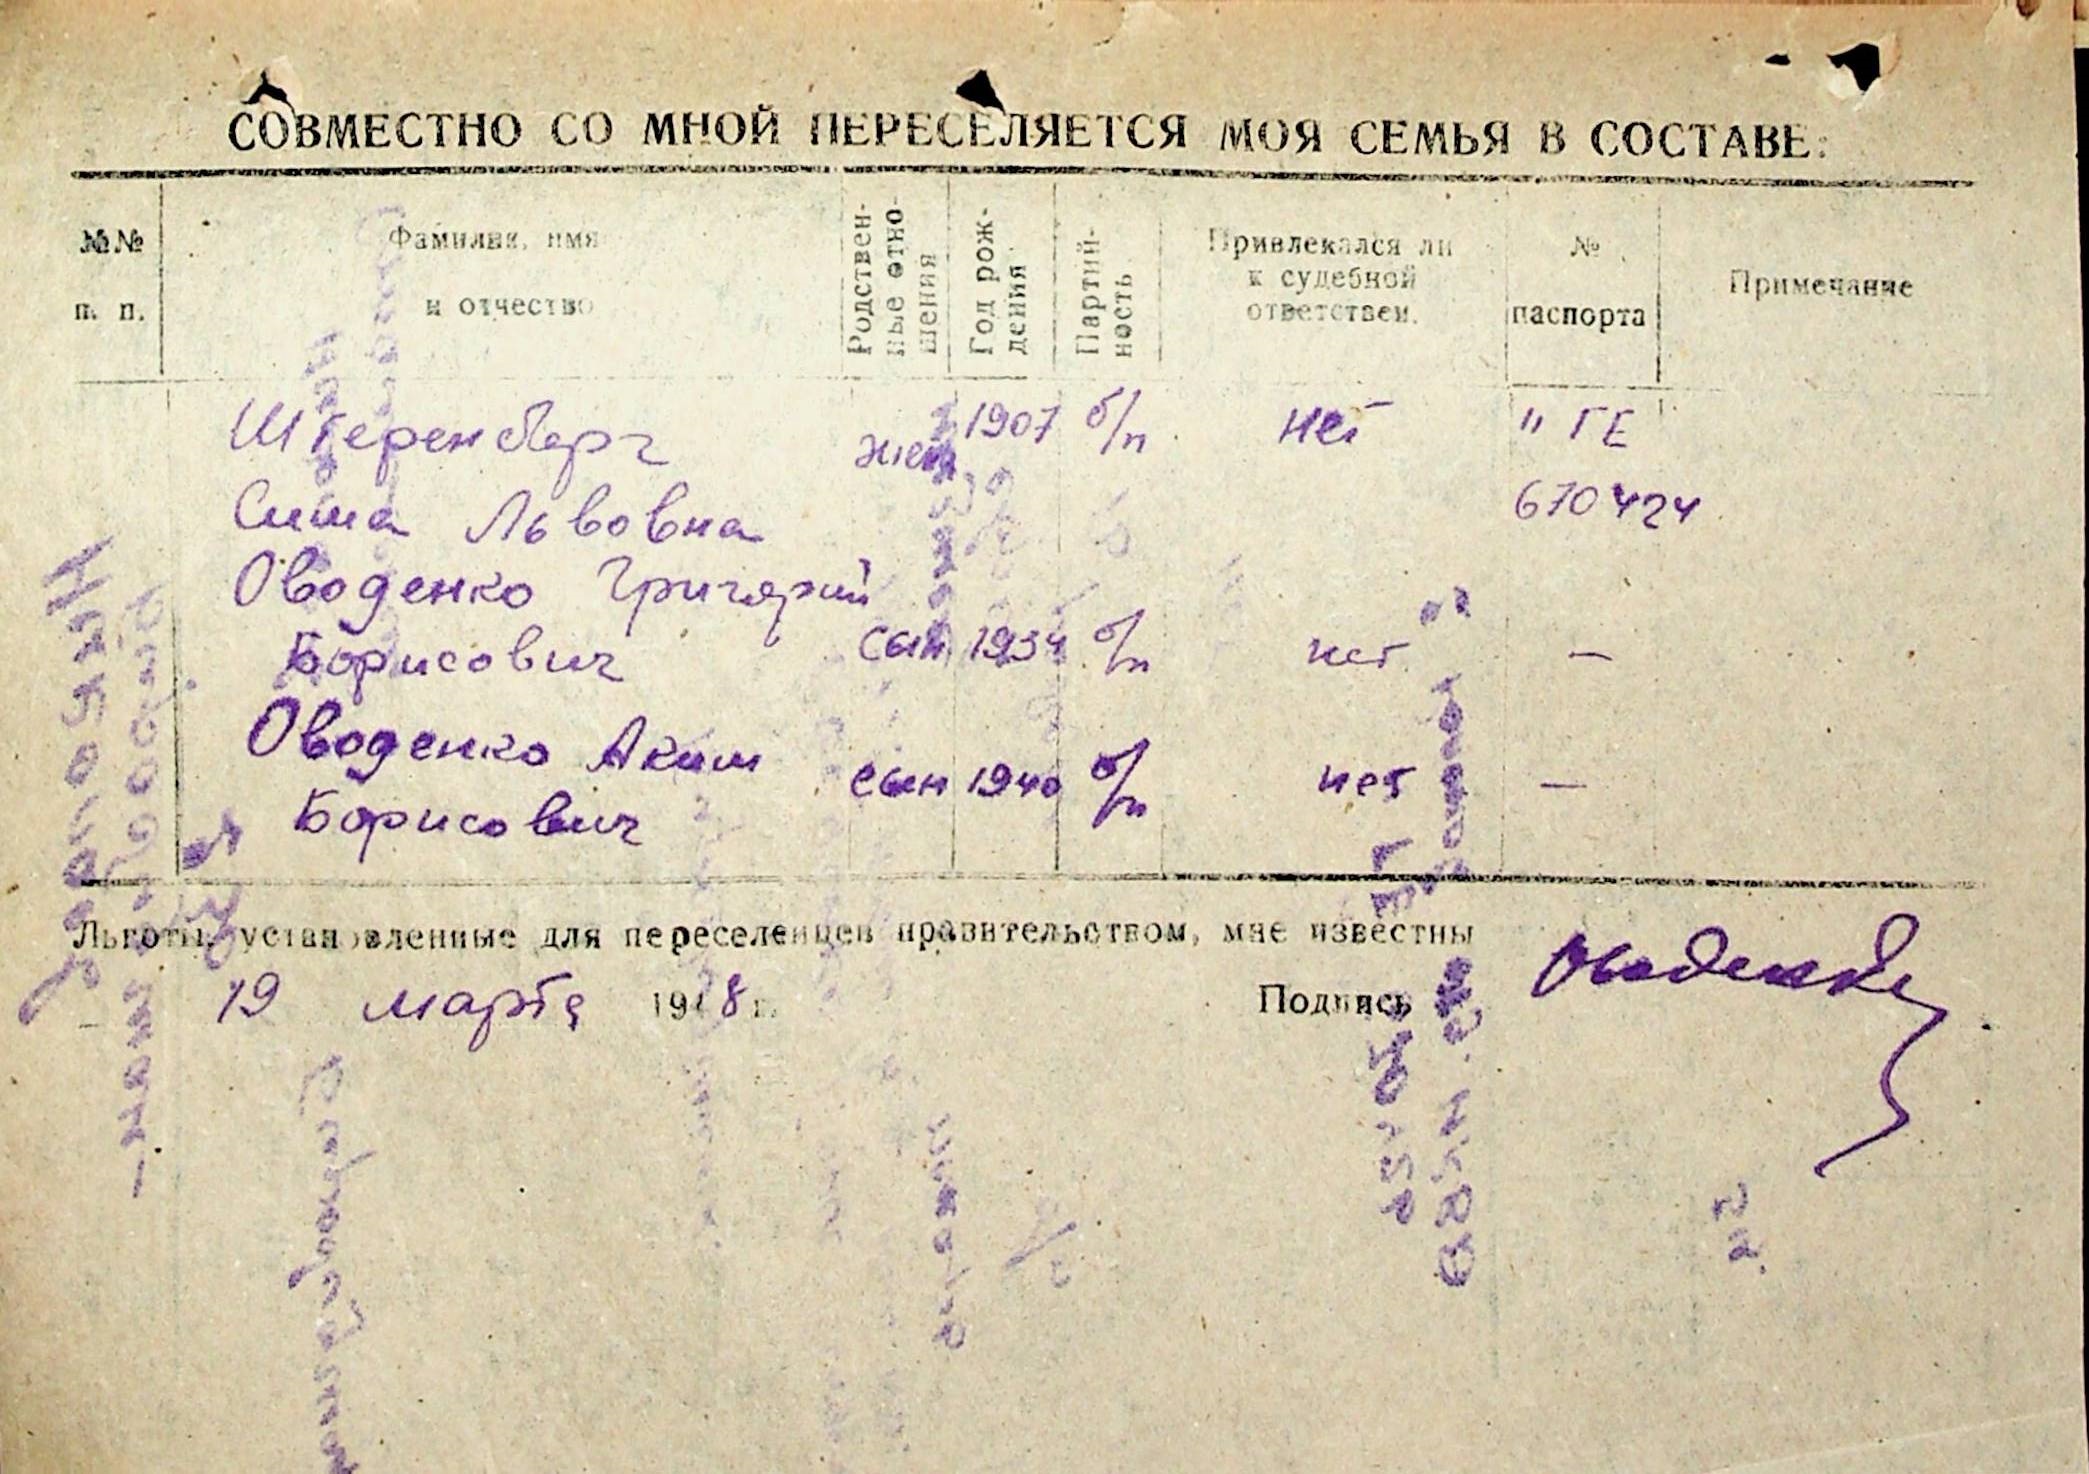 СОВМЕСТНО СО МНОЙ ПЕРЕСЕЛЯЕТСЯ МОЯ СЕМЬЯ В СОСТАВЕ:
№№ п. п.
Фамилия, имя и отчество
Родственные отношения
Год рождения
Партийность
Привлекался ли к судебной ответствен.
№ паспорта
Примечание
Штеренберг жена 1907 б/п нет "ГЕ
Сима Львовна 670424
Оводенко Григорий
Борисович сын 1934 б/п нет —
Оводенко Аким сын 1940 б/п нет —
Борисович
Льготы, установленные для переселенцев правительством, мне известны
19 марта 1948 г. Подпись Оводенко